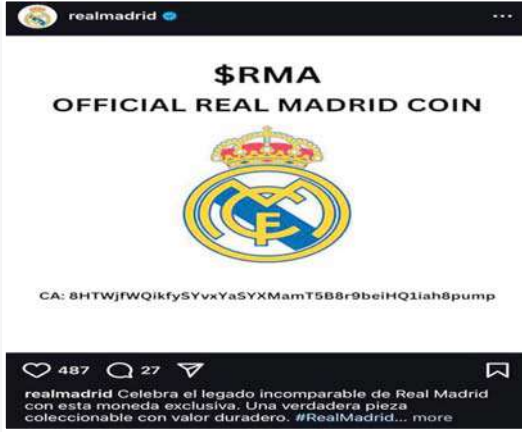 realmadrid
$RMA
OFFICIAL REAL MADRID COIN
CA: 8HTWjfWQikfySYvxYaSYXMamT5B8r9beiHQ1iah8pump
487 27
realmadrid Celebra el legado incomparable de Real Madrid
con esta moneda exclusiva. Una verdadera pieza
coleccionable con valor duradero. #RealMadrid... more